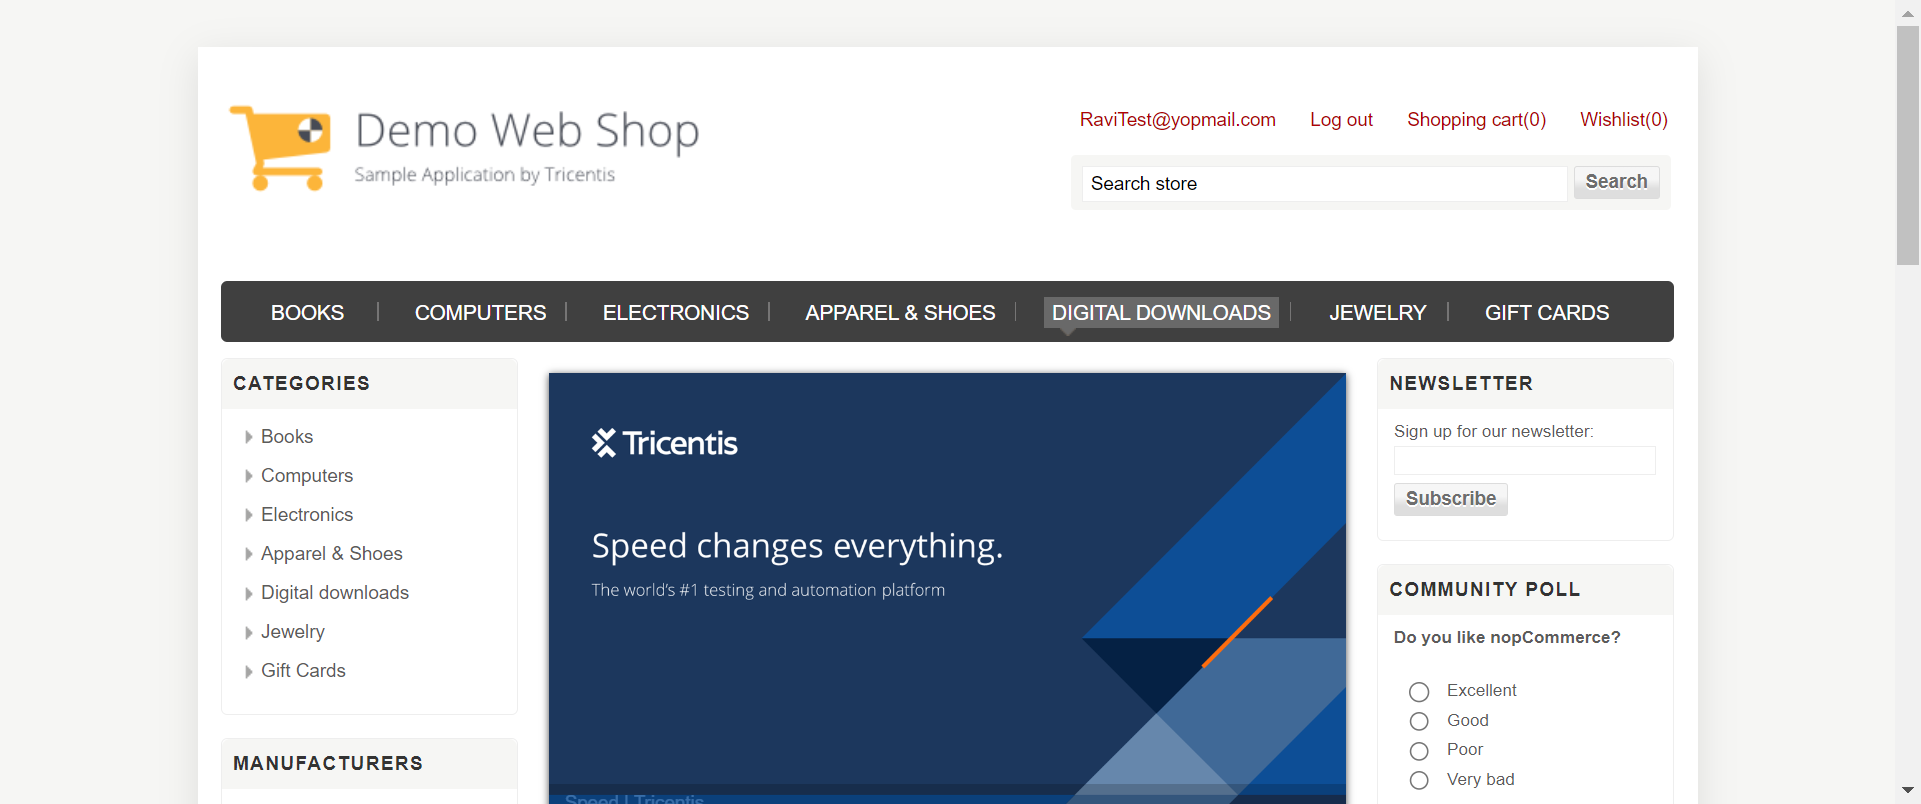 Demo Web Shop
Sample Application by Tricentis
RaviTest@yopmail.com Log out Shopping cart(0) Wishlist(0)
Search store Search
BOOKS COMPUTERS ELECTRONICS APPAREL & SHOES DIGITAL DOWNLOADS JEWELRY GIFT CARDS
CATEGORIES
Books
Computers
Electronics
Apparel & Shoes
Digital downloads
Jewelry
Gift Cards
MANUFACTURERS
Tricentis
Speed changes everything.
The world's #1 testing and automation platform
Speed | Tricentis
NEWSLETTER
Sign up for our newsletter:
Subscribe
COMMUNITY POLL
Do you like nopCommerce?
Excellent
Good
Poor
Very bad